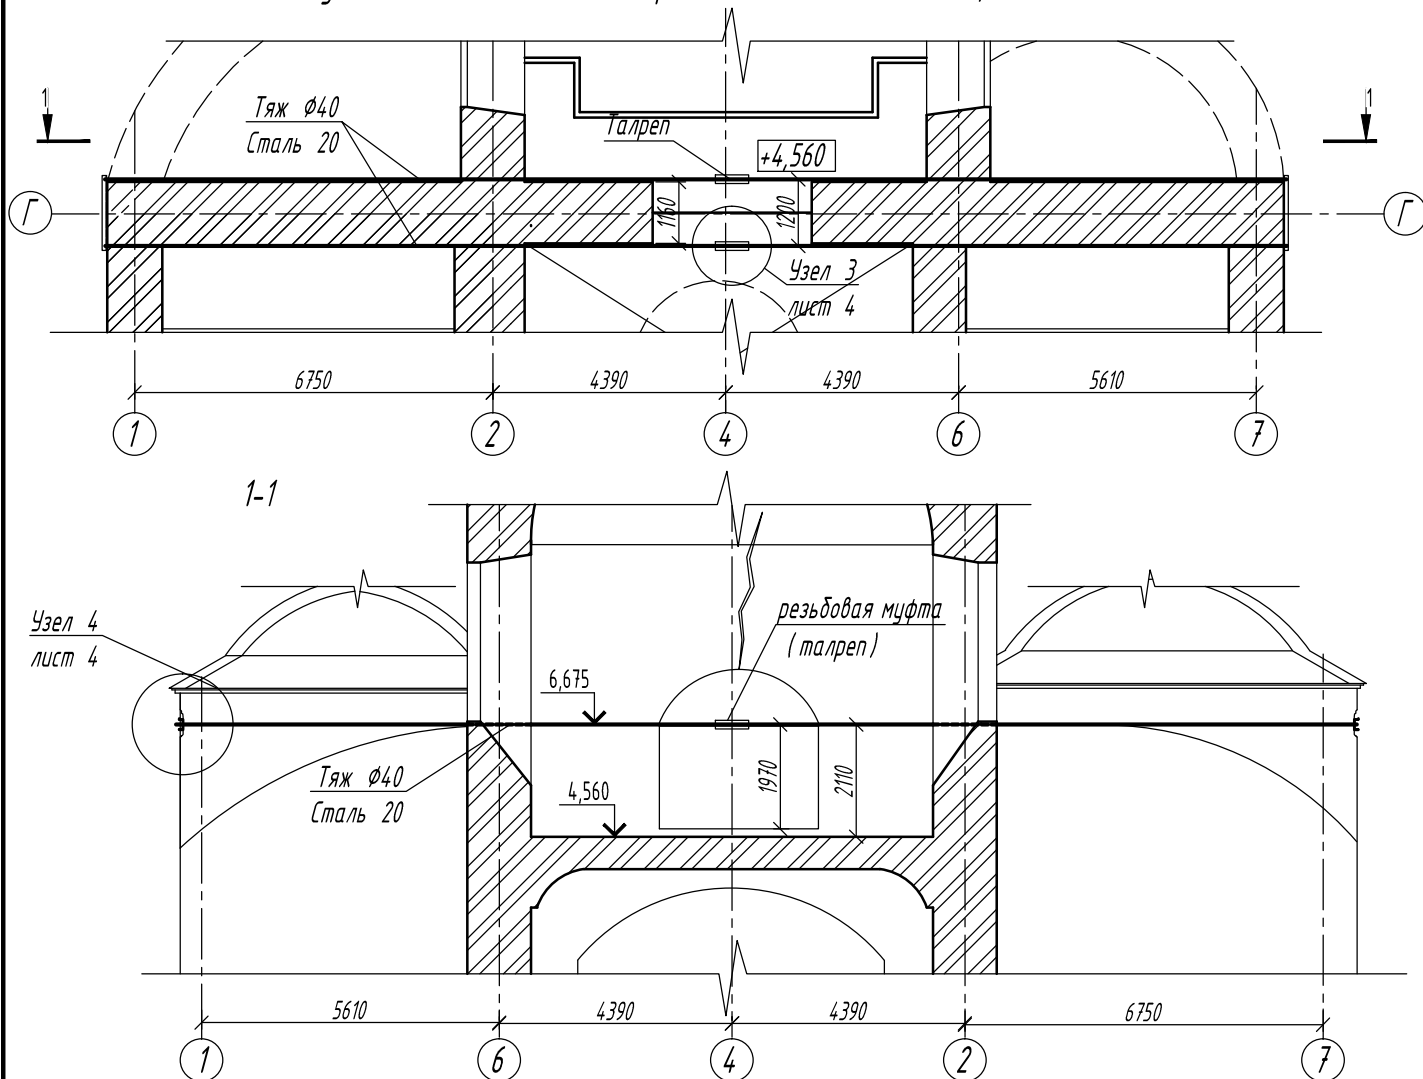 1
1
Тяж Ф40
Сталь 20
Талреп
+4,560
Г
Г
1160
1200
Узел 3
лист 4
6750
4390
4390
5610
1
2
4
6
7
1-1
Узел 4
лист 4
резьбовая муфта
(талреп)
6,675
Тяж Ф40
Сталь 20
4,560
1970
2110
5610
4390
4390
6750
1
6
4
2
7